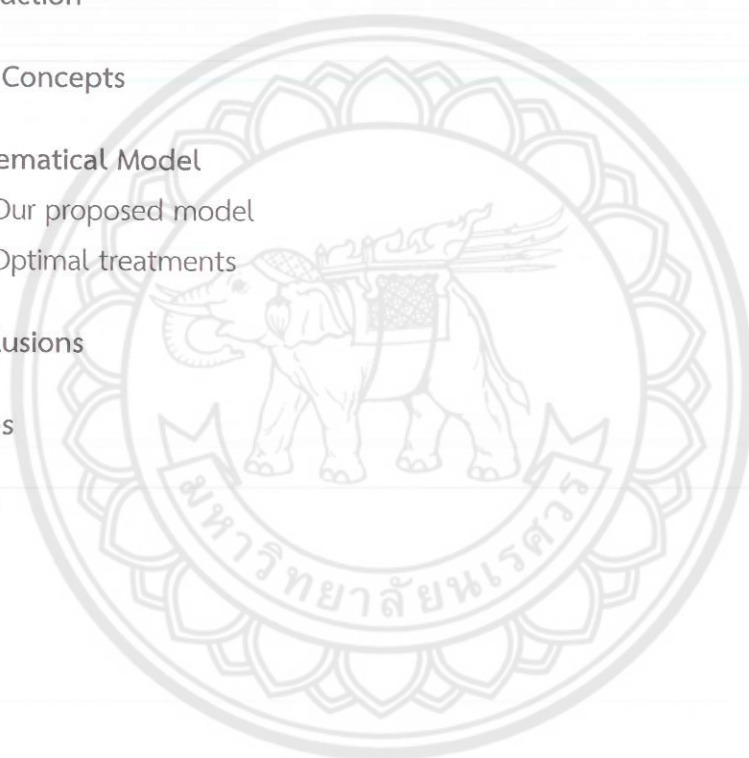 uction
Concepts
ematical Model
Our proposed model
Optimal treatments
lusions
s
มหาวิทยาลัยนเรศวร